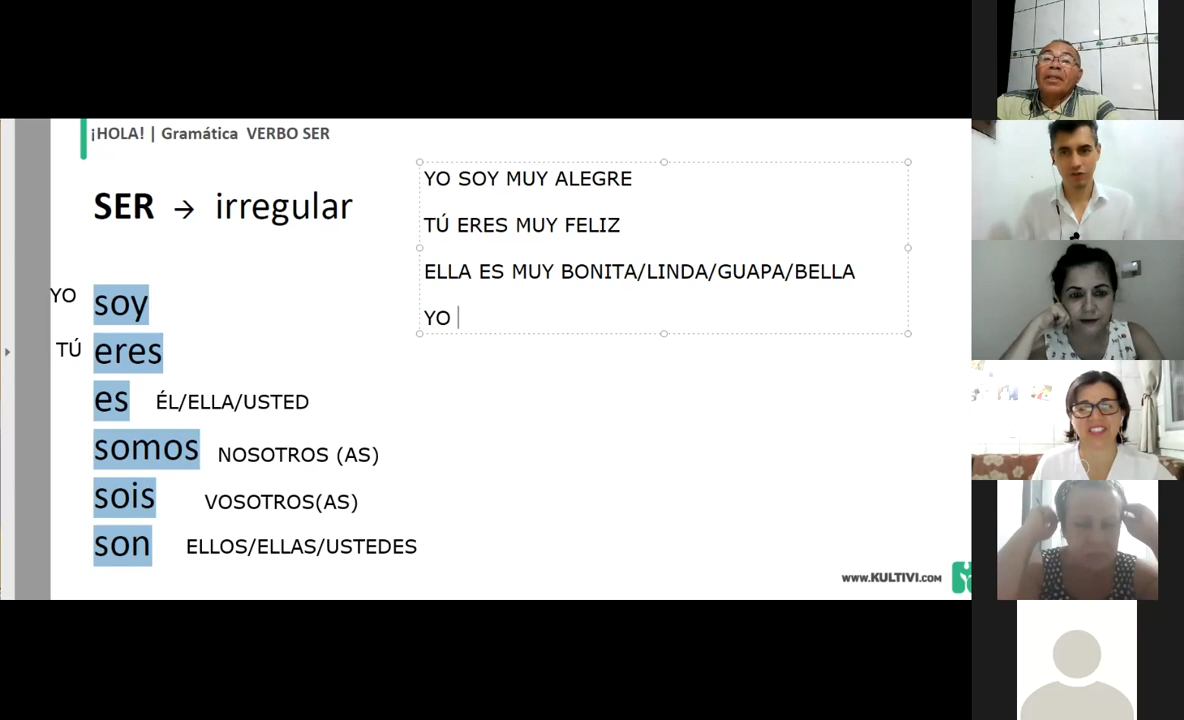 ¡HOLA! | Gramática VERBO SER
SER → irregular
YO soy
TÚ eres
es ÉL/ELLA/USTED
somos NOSOTROS (AS)
sois VOSOTROS(AS)
son ELLOS/ELLAS/USTEDES
YO SOY MUY ALEGRE
TÚ ERES MUY FELIZ
ELLA ES MUY BONITA/LINDA/GUAPA/BELLA
YO
WWW.KULTIVI.COM